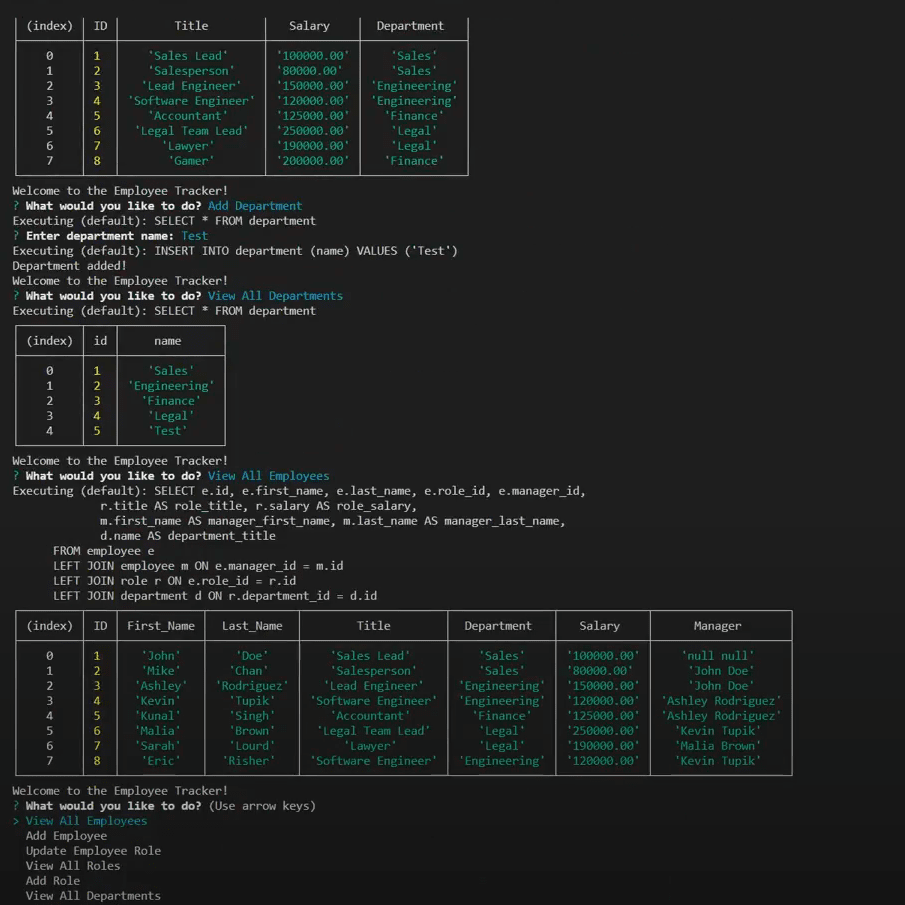 (index) ID Title Salary Department
0 1 'Sales Lead' '100000.00' 'Sales'
1 2 'Salesperson' '80000.00' 'Sales'
2 3 'Lead Engineer' '150000.00' 'Engineering'
3 4 'Software Engineer' '120000.00' 'Engineering'
4 5 'Accountant' '125000.00' 'Finance'
5 6 'Legal Team Lead' '250000.00' 'Legal'
6 7 'Lawyer' '190000.00' 'Legal'
7 8 'Gamer' '200000.00' 'Finance'
Welcome to the Employee Tracker!
? What would you like to do? Add Department
Executing (default): SELECT * FROM department
? Enter department name: Test
Executing (default): INSERT INTO department (name) VALUES ('Test')
Department added!
Welcome to the Employee Tracker!
? What would you like to do? View All Departments
Executing (default): SELECT * FROM department
(index) id name
0 1 'Sales'
1 2 'Engineering'
2 3 'Finance'
3 4 'Legal'
4 5 'Test'
Welcome to the Employee Tracker!
? What would you like to do? View All Employees
Executing (default): SELECT e.id, e.first_name, e.last_name, e.role_id, e.manager_id,
r.title AS role_title, r.salary AS role_salary,
m.first_name AS manager_first_name, m.last_name AS manager_last_name,
d.name AS department_title
FROM employee e
LEFT JOIN employee m ON e.manager_id = m.id
LEFT JOIN role r ON e.role_id = r.id
LEFT JOIN department d ON r.department_id = d.id
(index) ID First_Name Last_Name Title Department Salary Manager
0 1 'John' 'Doe' 'Sales Lead' 'Sales' '100000.00' 'null null'
1 2 'Mike' 'Chan' 'Salesperson' 'Sales' '80000.00' 'John Doe'
2 3 'Ashley' 'Rodriguez' 'Lead Engineer' 'Engineering' '150000.00' 'John Doe'
3 4 'Kevin' 'Tupik' 'Software Engineer' 'Engineering' '120000.00' 'Ashley Rodriguez'
4 5 'Kunal' 'Singh' 'Accountant' 'Finance' '125000.00' 'Ashley Rodriguez'
5 6 'Malia' 'Brown' 'Legal Team Lead' 'Legal' '250000.00' 'Kevin Tupik'
6 7 'Sarah' 'Lourd' 'Lawyer' 'Legal' '190000.00' 'Malia Brown'
7 8 'Eric' 'Risher' 'Software Engineer' 'Engineering' '120000.00' 'Kevin Tupik'
Welcome to the Employee Tracker!
? What would you like to do? (Use arrow keys)
> View All Employees
Add Employee
Update Employee Role
View All Roles
Add Role
View All Departments